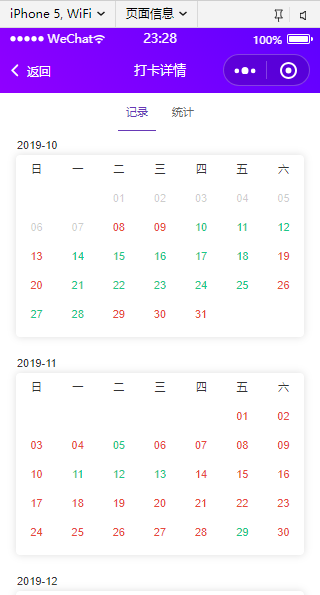 iPhone 5, WiFi 页面信息
WeChat 23:28 100%
返回 打卡详情
记录 统计
2019-10
日 一 二 三 四 五 六
01 02 03 04 05
06 07 08 09 10 11 12
13 14 15 16 17 18 19
20 21 22 23 24 25 26
27 28 29 30 31
2019-11
日 一 二 三 四 五 六
01 02
03 04 05 06 07 08 09
10 11 12 13 14 15 16
17 18 19 20 21 22 23
24 25 26 27 28 29 30
2019-12